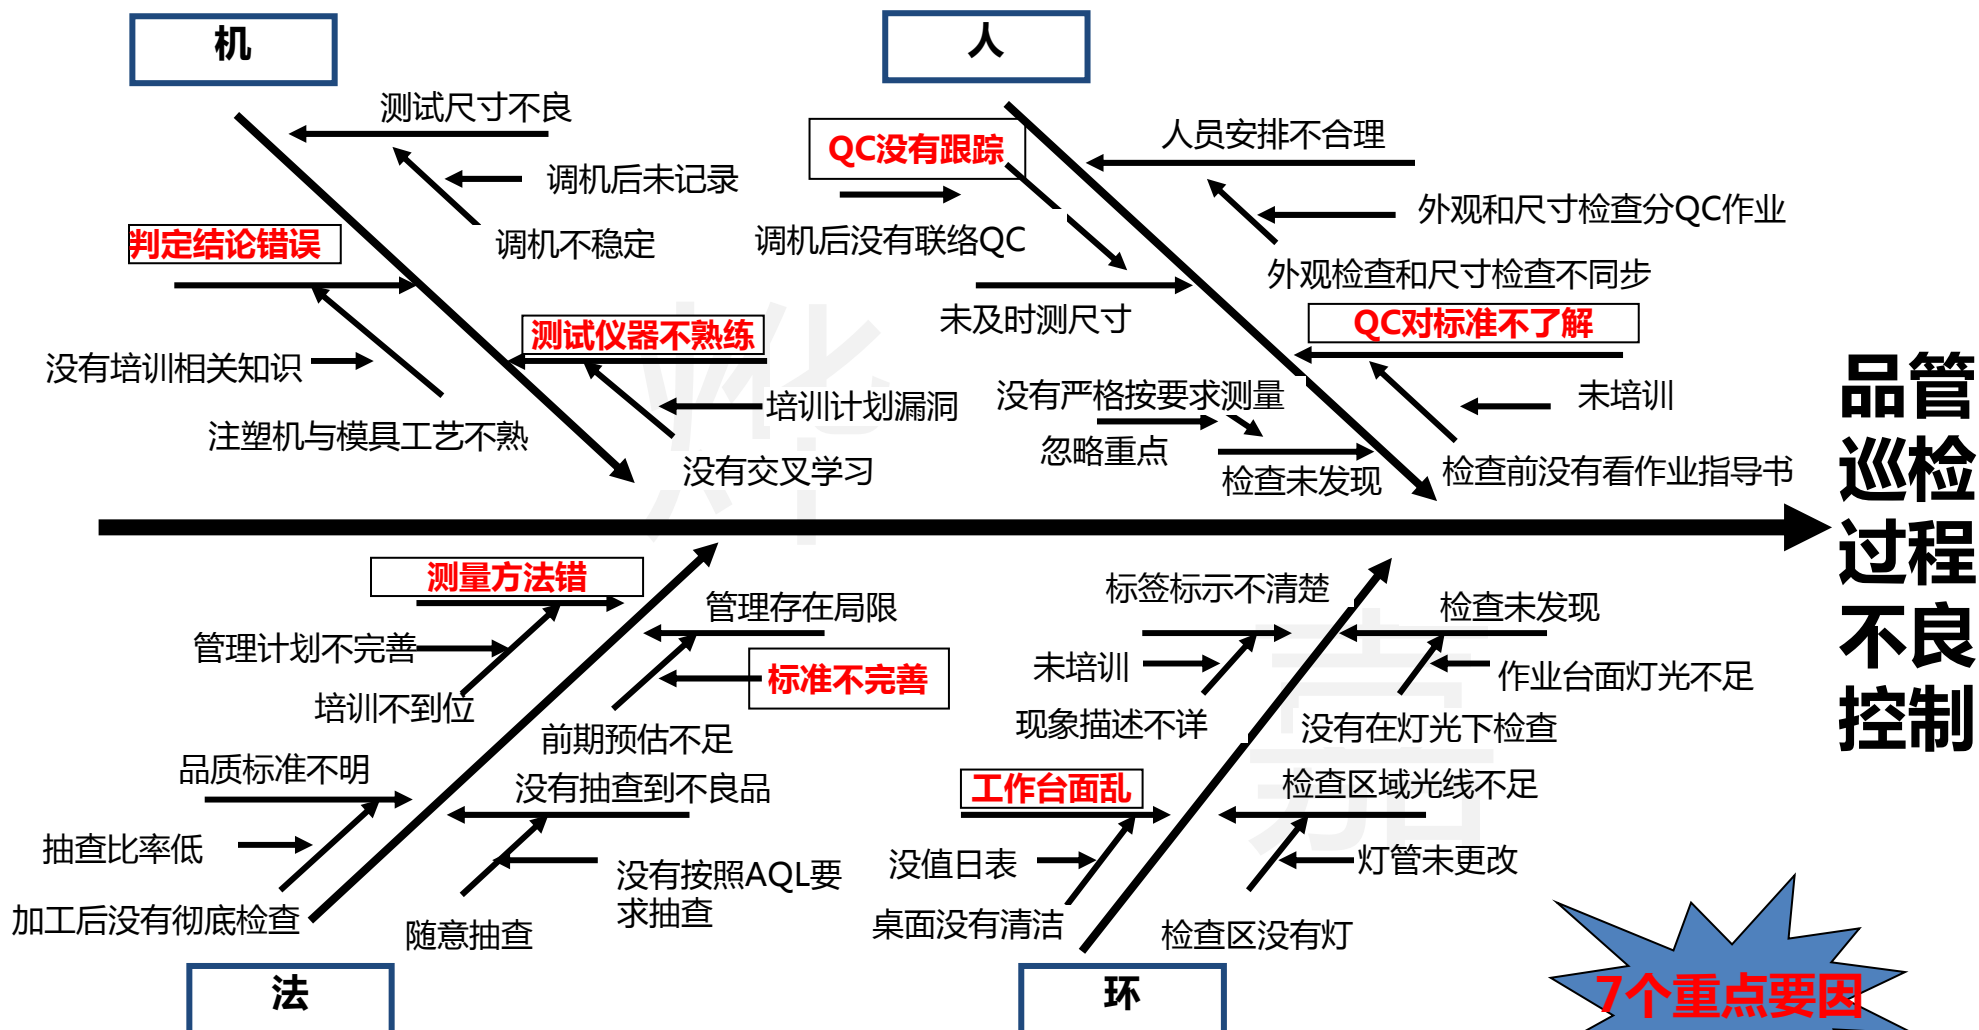 机
人
测试尺寸不良
QC没有跟踪
人员安排不合理
调机后未记录
外观和尺寸检查分QC作业
判定结论错误
调机不稳定
调机后没有联络QC
外观检查和尺寸检查不同步
未及时测尺寸
QC对标准不了解
测试仪器不熟练
没有培训相关知识
没有严格按要求测量
未培训
培训计划漏洞
注塑机与模具工艺不熟
忽略重点
没有交叉学习
检查未发现
检查前没有看作业指导书
品管
巡检
过程
不良
控制
测量方法错
标签标示不清楚
管理存在局限
检查未发现
管理计划不完善
未培训
标准不完善
作业台面灯光不足
培训不到位
现象描述不详
前期预估不足
没有在灯光下检查
品质标准不明
没有抽查到不良品
工作台面乱
检查区域光线不足
抽查比率低
没值日表
灯管未更改
没有按照AQL要
求抽查
加工后没有彻底检查
随意抽查
桌面没有清洁
检查区没有灯
法
环
7个重点要因
烨
嘉